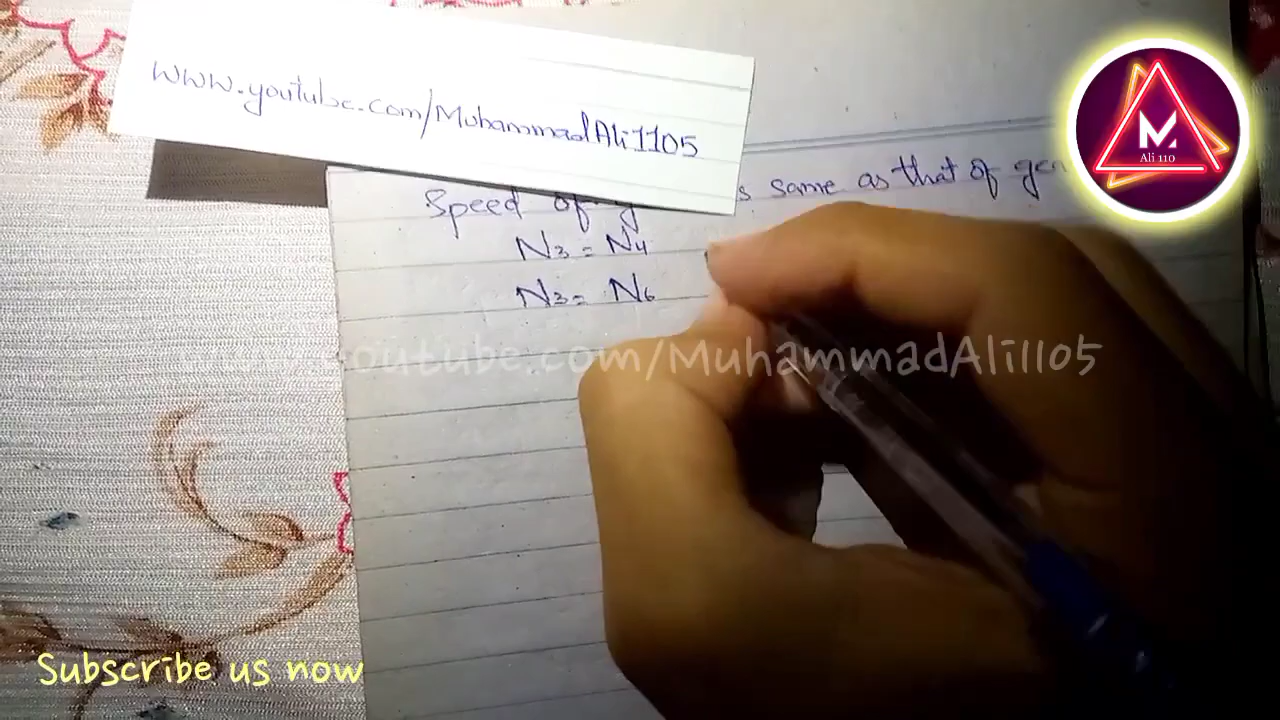 www.youtube.com/MuhammadAli1105
M
Ali 110
Speed of same as that of
N3 = N4
N3 = N6
youtube.com/MuhammadAli1105
Subscribe us now